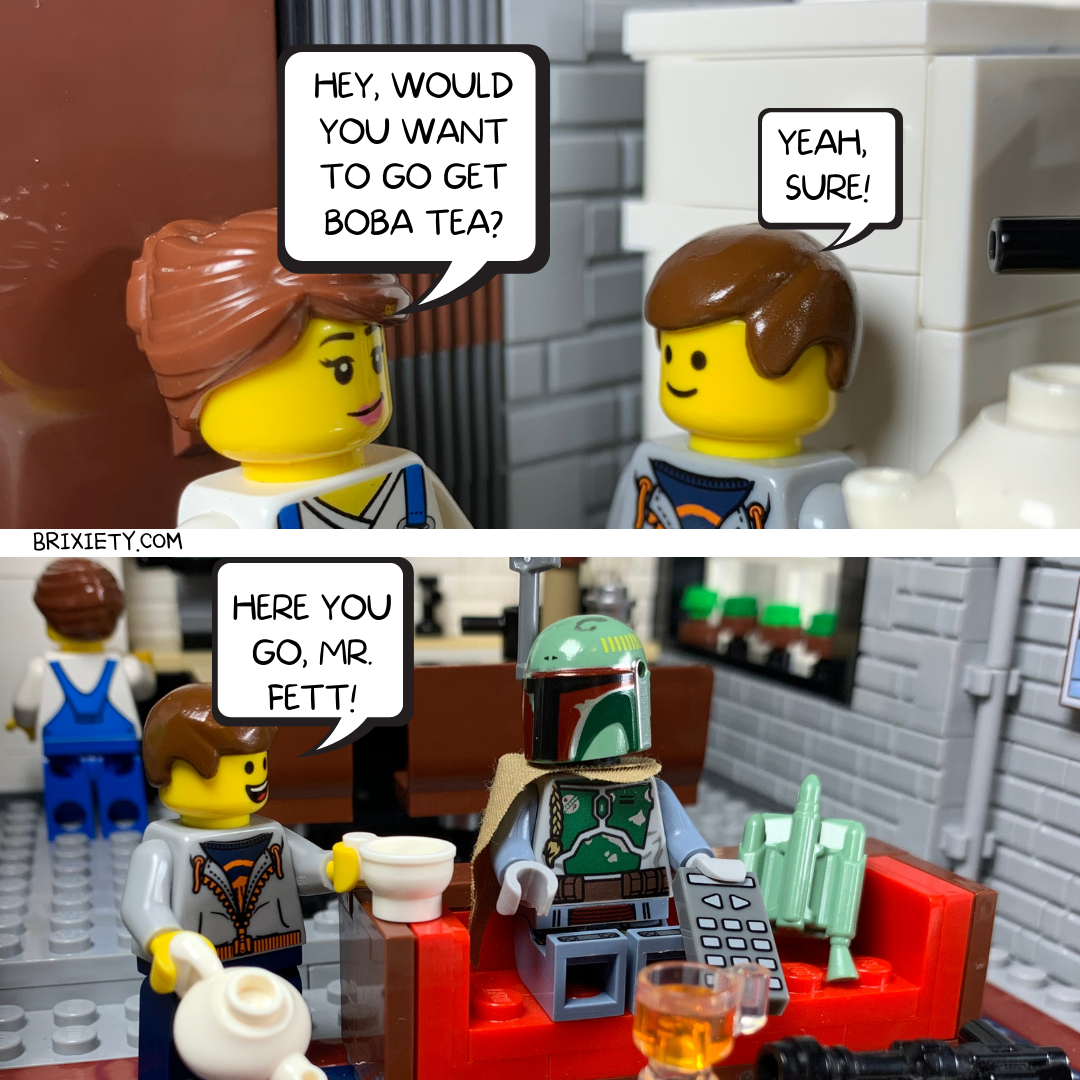 HEY, WOULD
YOU WANT
TO GO GET
BOBA TEA?
YEAH,
SURE!
BRIXIETY.COM
HERE YOU
GO, MR.
FETT!